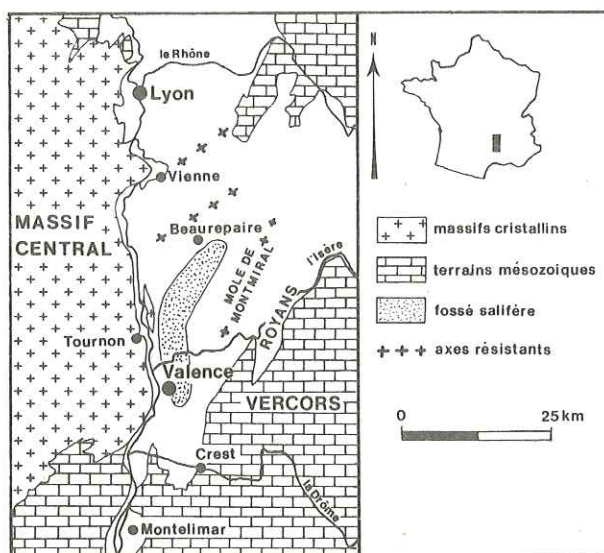 le Rhône
Lyon
Vienne
MASSIF
CENTRAL
Beaurepaire
MOLE DE
MONTMIRAL
l'Isère
ROYANS
Tournon
Valence
VERCORS
Crest
la Drôme
Montelimar
N
massifs cristallins
terrains mésozoiques
fossé salifère
axes résistants
0 25 km